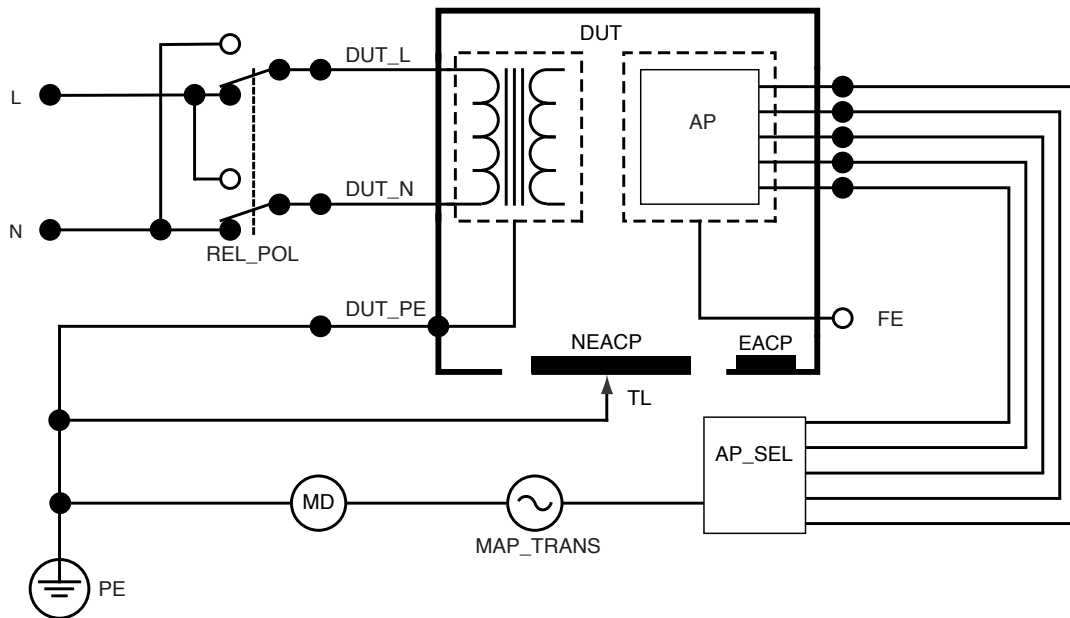 DUT
DUT_L
L
AP
DUT_N
N
REL_POL
DUT_PE
FE
NEACP
EACP
TL
AP_SEL
MD
MAP_TRANS
PE